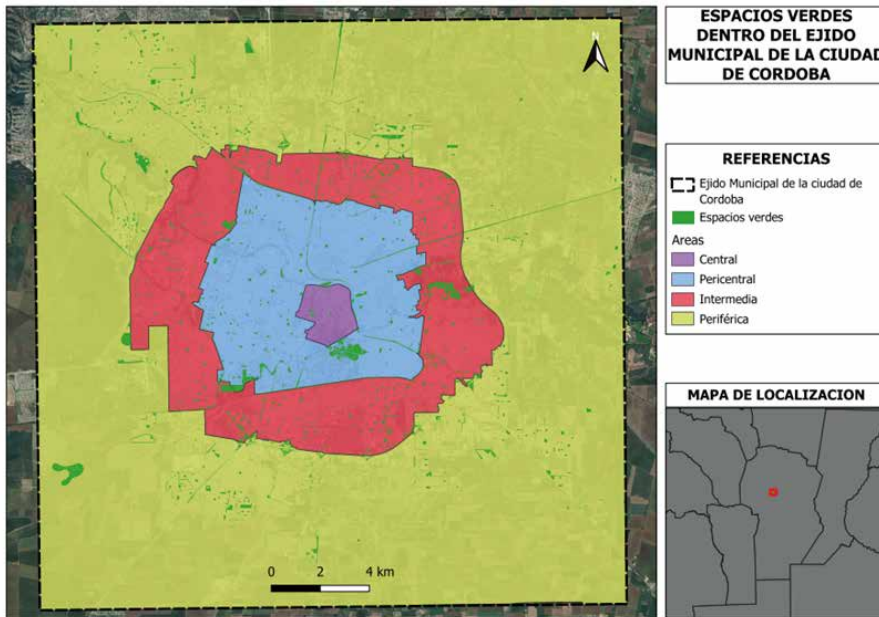 ESPACIOS VERDES
DENTRO DEL EJIDO
MUNICIPAL DE LA CIUDAD
DE CORDOBA
N
REFERENCIAS
Ejido Municipal de la ciudad de
Cordoba
Espacios verdes
Areas
Central
Pericentral
Intermedia
Periférica
MAPA DE LOCALIZACION
0 2 4 km